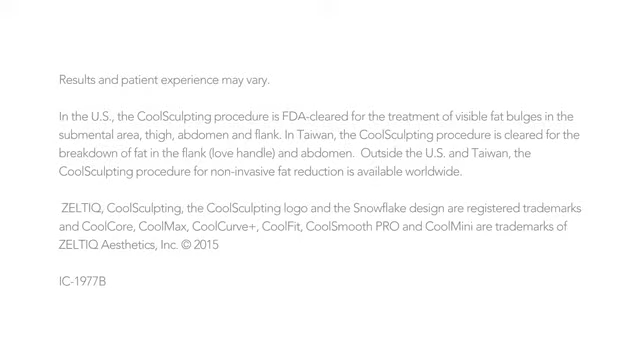 Results and patient experience may vary.
In the U.S., the CoolSculpting procedure is FDA-cleared for the treatment of visible fat bulges in the
submental area, thigh, abdomen and flank. In Taiwan, the CoolSculpting procedure is cleared for the
breakdown of fat in the flank (love handle) and abdomen. Outside the U.S. and Taiwan, the
CoolSculpting procedure for non-invasive fat reduction is available worldwide.
ZELTIQ, CoolSculpting, the CoolSculpting logo and the Snowflake design are registered trademarks
and CoolCore, CoolMax, CoolCurve+, CoolFit, CoolSmooth PRO and CoolMini are trademarks of
ZELTIQ Aesthetics, Inc. © 2015
IC-1977B